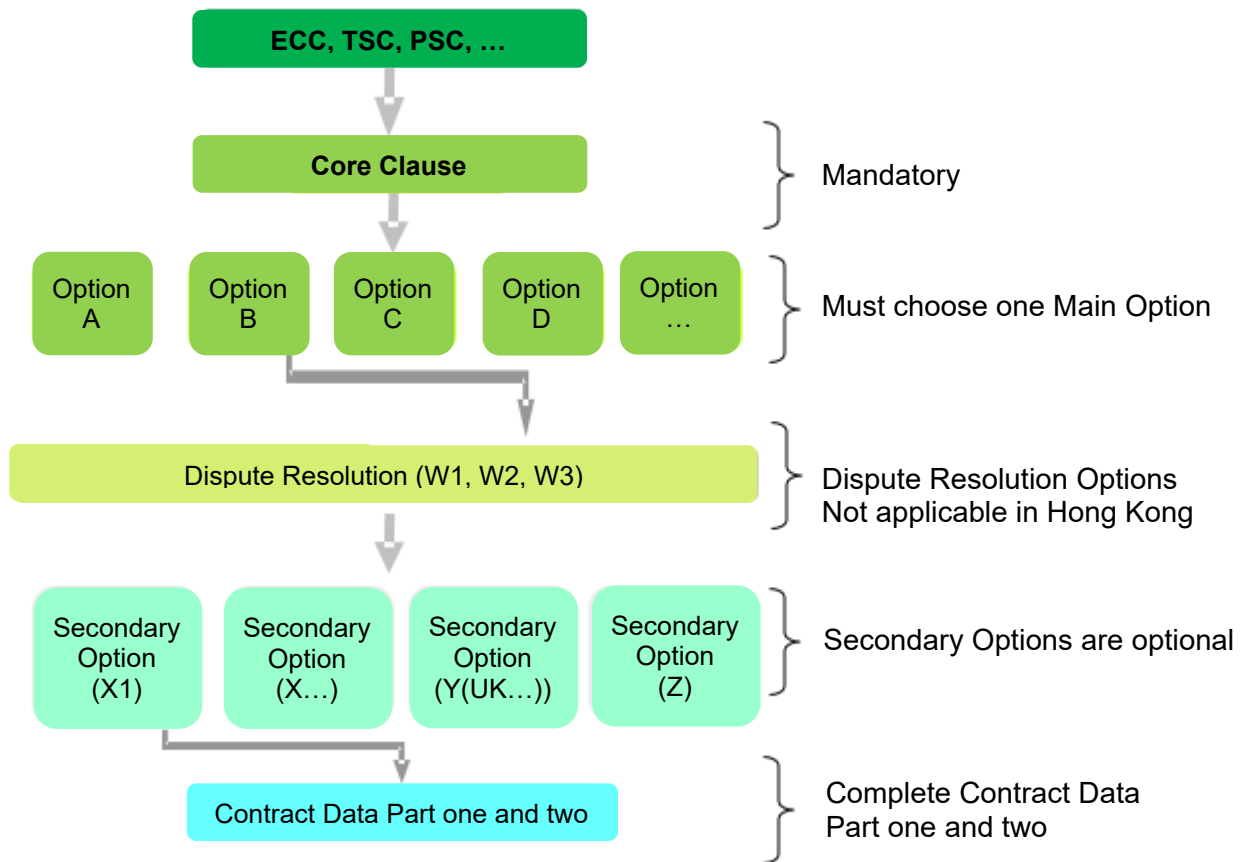 ECC, TSC, PSC, …
Core Clause
Mandatory
Option
A
Option
B
Option
C
Option
D
Option
…
Must choose one Main Option
Dispute Resolution (W1, W2, W3)
Dispute Resolution Options
Not applicable in Hong Kong
Secondary
Option
(X1)
Secondary
Option
(X…)
Secondary
Option
(Y(UK…))
Secondary
Option
(Z)
Secondary Options are optional
Contract Data Part one and two
Complete Contract Data
Part one and two